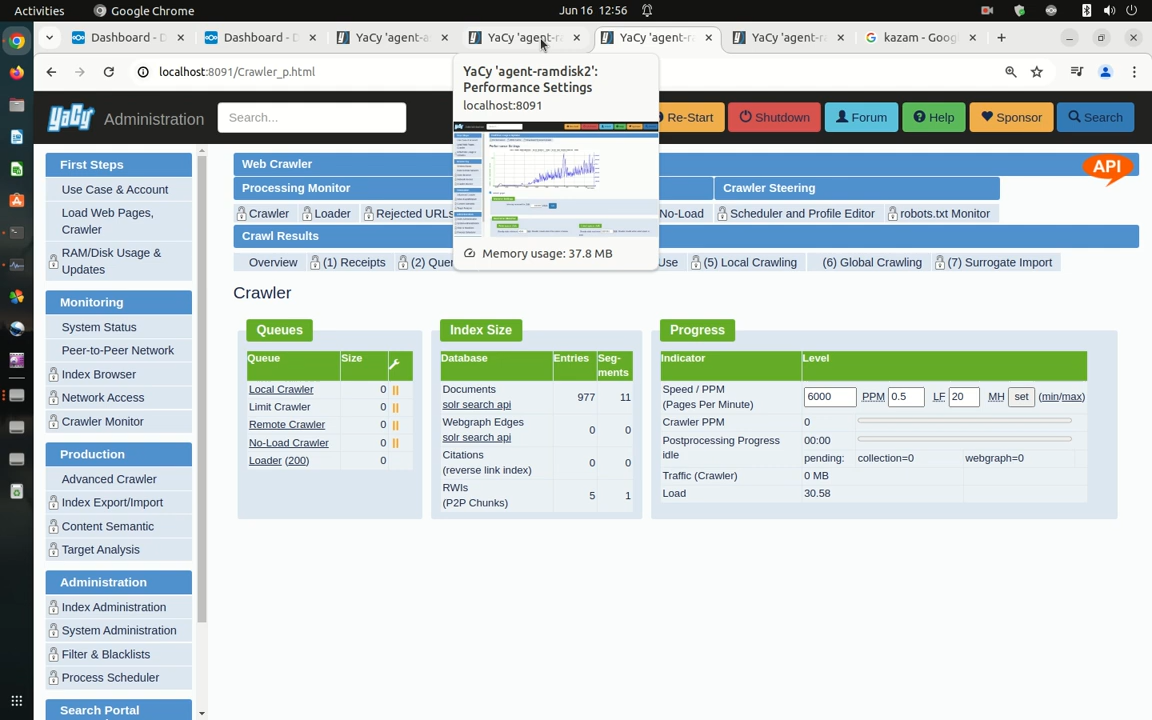 Activities
Google Chrome
Jun 16 12:56
Dashboard - D
Dashboard - D
YaCy 'agent-a
YaCy 'agent-ra
YaCy 'agent-ra
YaCy 'agent-ra
kazam - Goog
localhost:8091/Crawler_p.html
YaCy 'agent-ramdisk2':
Performance Settings
localhost:8091
Memory usage: 37.8 MB
YaCy
Administration
Search...
Re-Start
Shutdown
Forum
Help
Sponsor
Search
First Steps
Use Case & Account
Load Web Pages,
Crawler
RAM/Disk Usage &
Updates
Monitoring
System Status
Peer-to-Peer Network
Index Browser
Network Access
Crawler Monitor
Production
Advanced Crawler
Index Export/Import
Content Semantic
Target Analysis
Administration
Index Administration
System Administration
Filter & Blacklists
Process Scheduler
Search Portal
Web Crawler
API
Processing Monitor
Crawler Steering
Crawler
Loader
Rejected URLs
No-Load
Scheduler and Profile Editor
robots.txt Monitor
Crawl Results
Overview
(1) Receipts
(2) Quer
Use
(5) Local Crawling
(6) Global Crawling
(7) Surrogate Import
Crawler
Queues
Queue Size
Local Crawler 0
Limit Crawler 0
Remote Crawler 0
No-Load Crawler 0
Loader (200) 0
Index Size
Database Entries Seg-
ments
Documents
solr search api 977 11
Webgraph Edges
solr search api 0 0
Citations
(reverse link index) 0 0
RWIs
(P2P Chunks) 5 1
Progress
Indicator Level
Speed / PPM
(Pages Per Minute) 6000 PPM 0.5 LF 20 MH set (min/max)
Crawler PPM 0
Postprocessing Progress 00:00
idle pending: collection=0 webgraph=0
Traffic (Crawler) 0 MB
Load 30.58